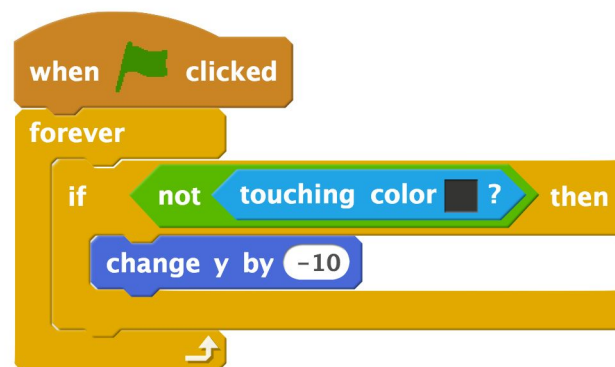 when clicked
forever
if not touching color ? then
change y by -10